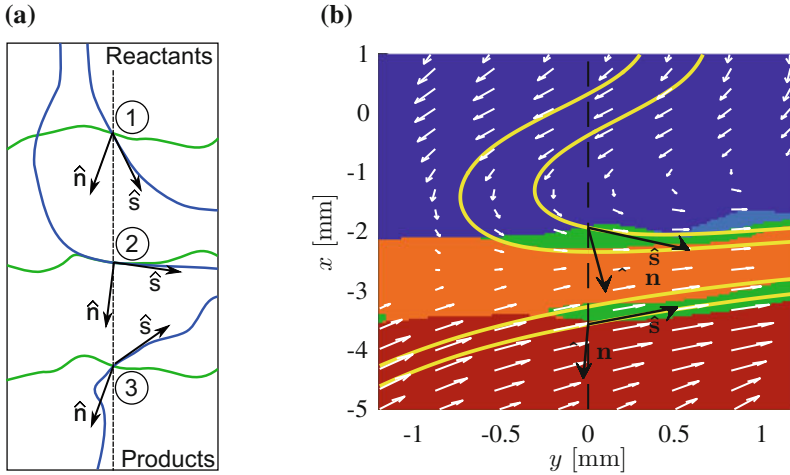 (a)
Reactants
1
n̂
ŝ
2
ŝ
n̂
ŝ
3
n̂
Products
(b)
1
0
-1
-2
-3
-4
-5
x [mm]
ŝ
n
ŝ
n
-1
-0.5
0
0.5
1
y [mm]